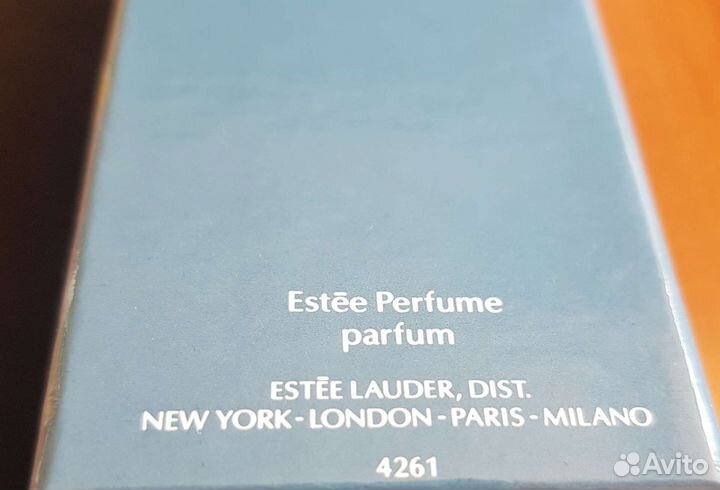 Estēe Perfume
parfum
ESTĒE LAUDER, DIST.
NEW YORK-LONDON-PARIS-MILANO
4261
Avito